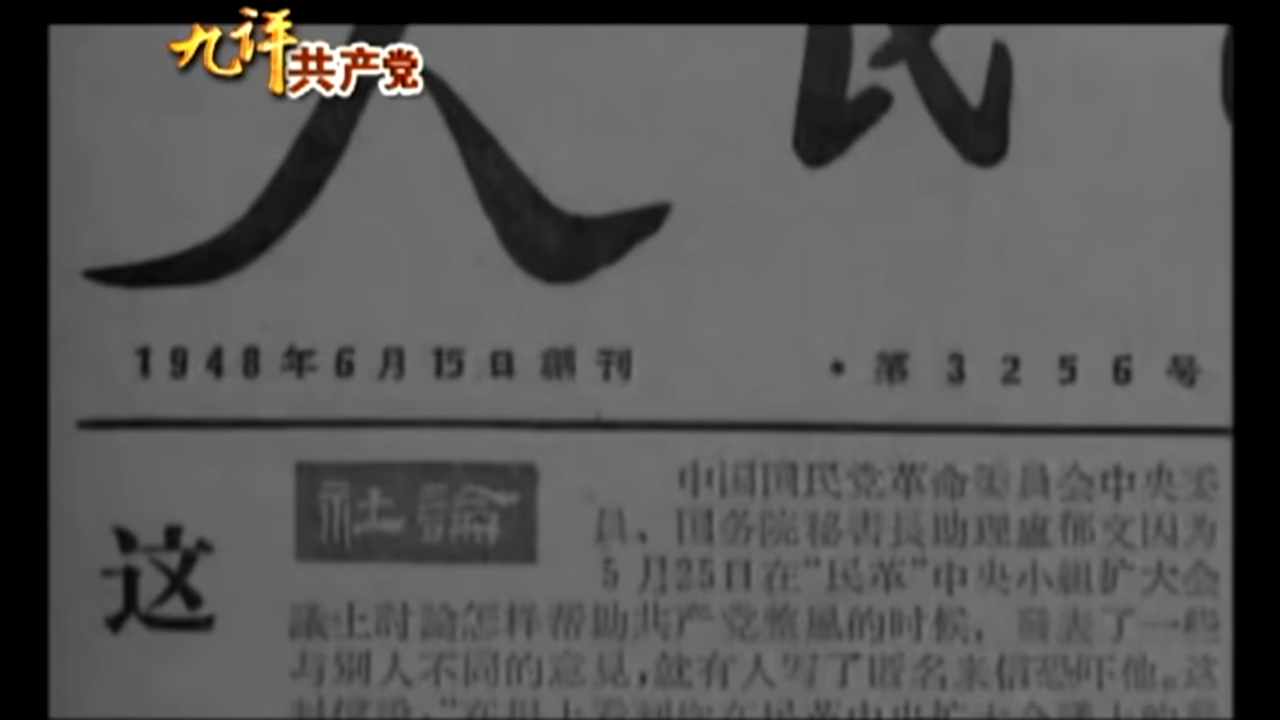 九评共产党
人民
1948年6月15日創刊
·第3256号
社論
这
中国国民党革命委員会中央委
員、国务院秘書長助理盧郁文因为
5月25日在“民革”中央小組扩大会
議上討論怎样帮助共产党整風的时候，發表了一些
与別人不同的意見，就有人写了匿名来信恐吓他。这